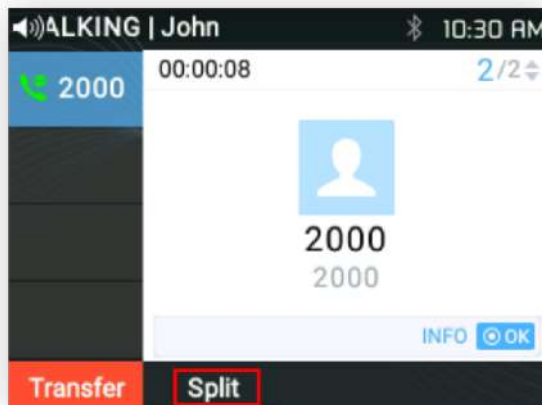 ALKING | John 10:30 AM
2000 00:00:08 2/2
2000
2000
INFO OK
Transfer Split